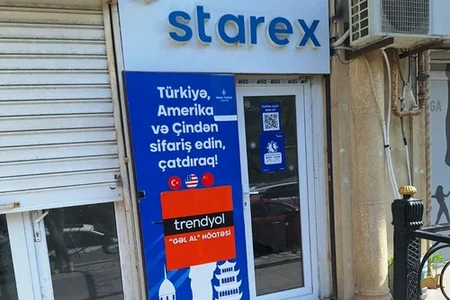 starex
Türkiyə,
Amerika
və Çindən
sifariş edin,
çatdıraq!
trendyol
"GƏL AL" NÖQTƏSİ